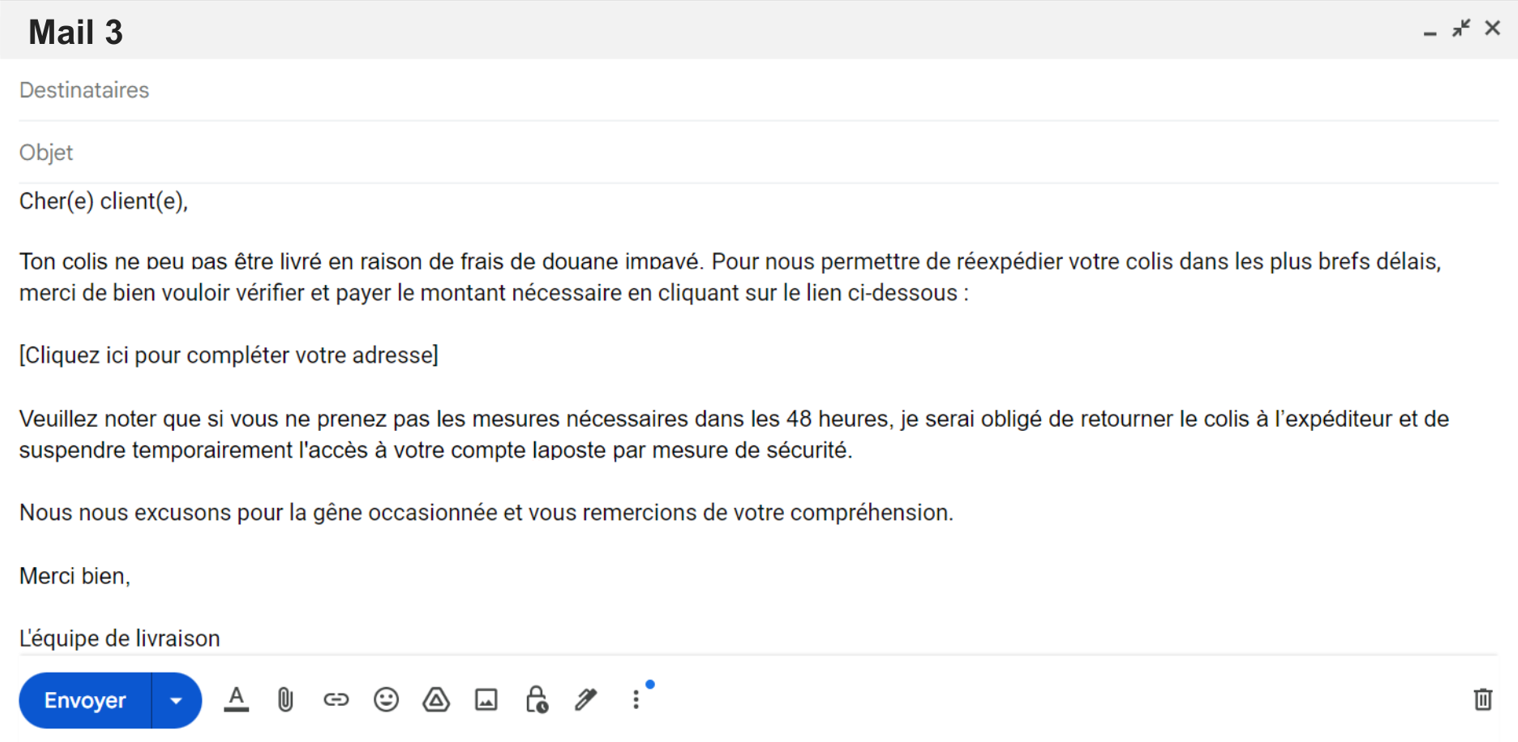 Mail 3
Destinataires
Objet
Cher(e) client(e),
Ton colis ne peu pas être livré en raison de frais de douane impayé. Pour nous permettre de réexpédier votre colis dans les plus brefs délais,
merci de bien vouloir vérifier et payer le montant nécessaire en cliquant sur le lien ci-dessous :
[Cliquez ici pour compléter votre adresse]
Veuillez noter que si vous ne prenez pas les mesures nécessaires dans les 48 heures, je serai obligé de retourner le colis à l’expéditeur et de
suspendre temporairement l'accès à votre compte laposte par mesure de sécurité.
Nous nous excusons pour la gêne occasionnée et vous remercions de votre compréhension.
Merci bien,
L'équipe de livraison
Envoyer